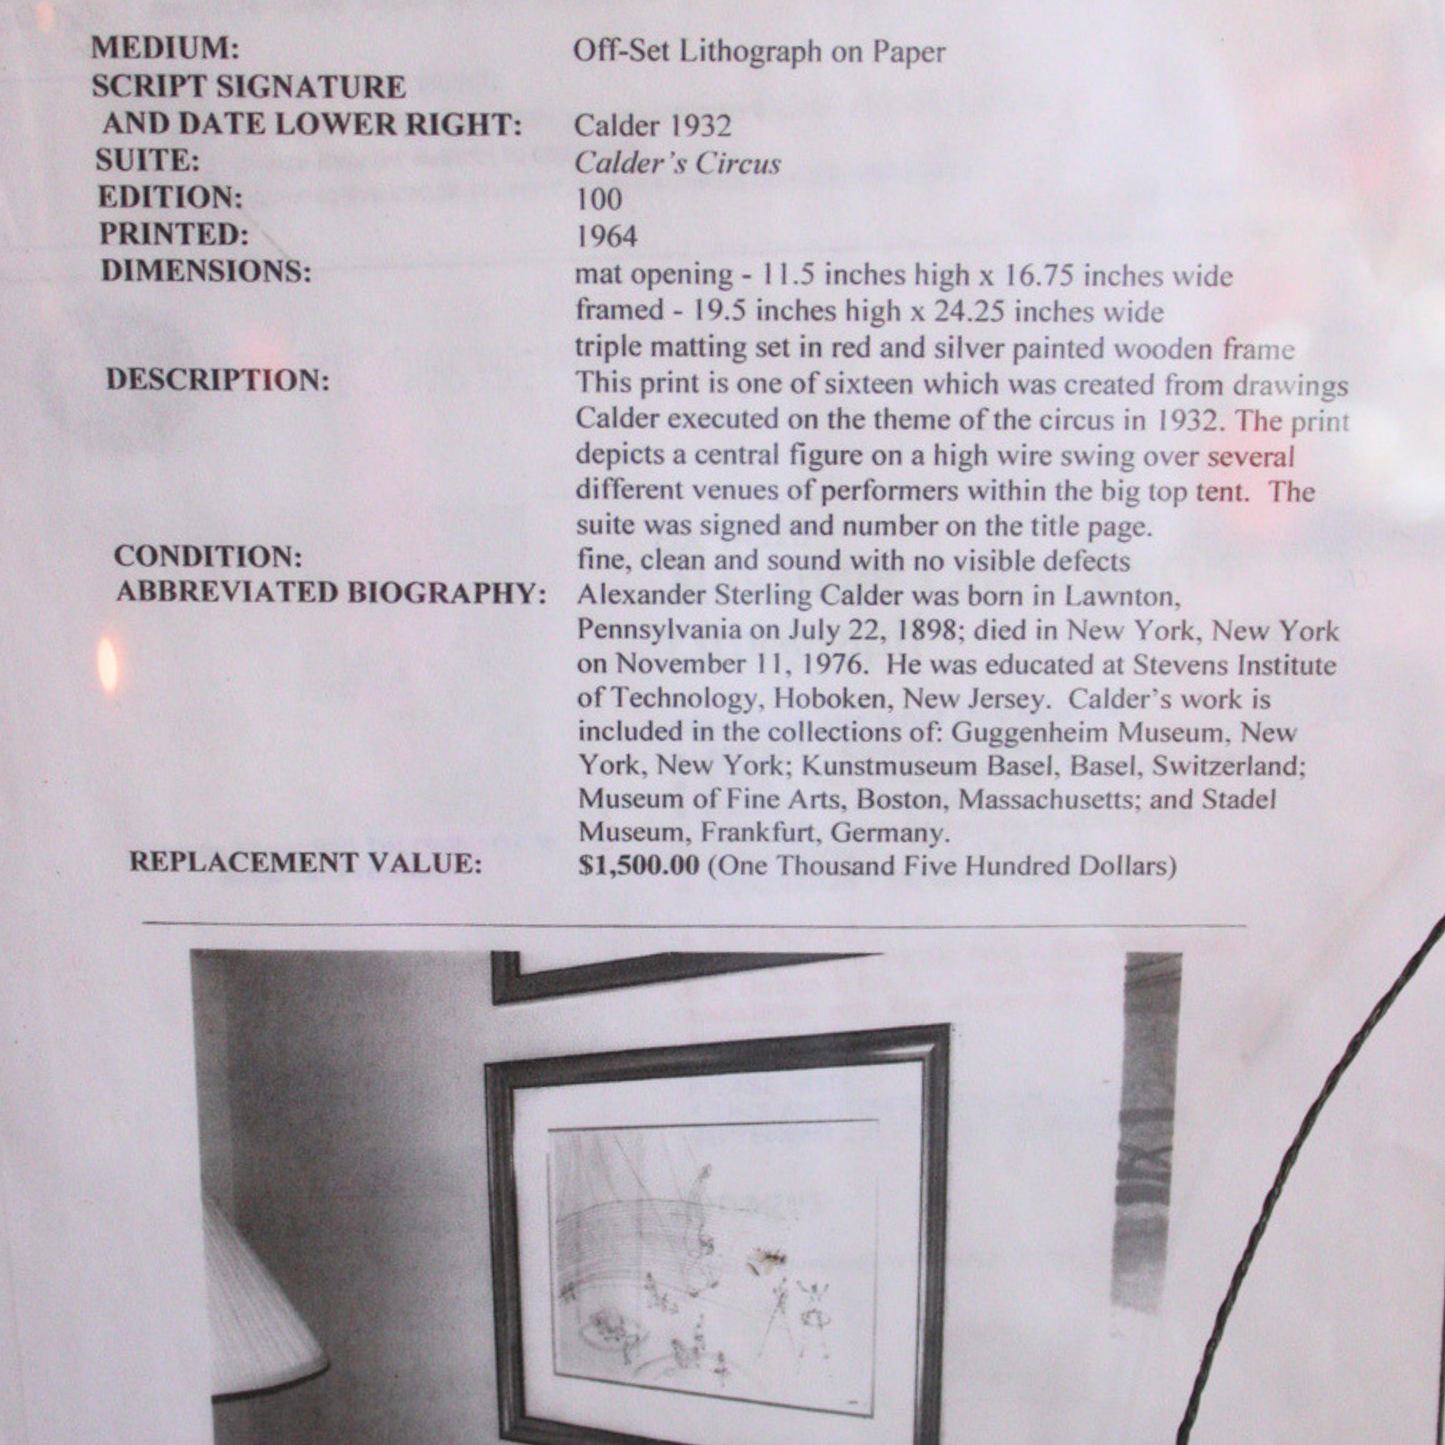 MEDIUM: Off-Set Lithograph on Paper
SCRIPT SIGNATURE
AND DATE LOWER RIGHT: Calder 1932
SUITE: Calder's Circus
EDITION: 100
PRINTED: 1964
DIMENSIONS: mat opening - 11.5 inches high x 16.75 inches wide
framed - 19.5 inches high x 24.25 inches wide
triple matting set in red and silver painted wooden frame
DESCRIPTION: This print is one of sixteen which was created from drawings
Calder executed on the theme of the circus in 1932. The print
depicts a central figure on a high wire swing over several
different venues of performers within the big top tent. The
suite was signed and number on the title page.
CONDITION: fine, clean and sound with no visible defects
ABBREVIATED BIOGRAPHY: Alexander Sterling Calder was born in Lawnton,
Pennsylvania on July 22, 1898; died in New York, New York
on November 11, 1976. He was educated at Stevens Institute
of Technology, Hoboken, New Jersey. Calder's work is
included in the collections of: Guggenheim Museum, New
York, New York; Kunstmuseum Basel, Basel, Switzerland;
Museum of Fine Arts, Boston, Massachusetts; and Stadel
Museum, Frankfurt, Germany.
REPLACEMENT VALUE: $1,500.00 (One Thousand Five Hundred Dollars)